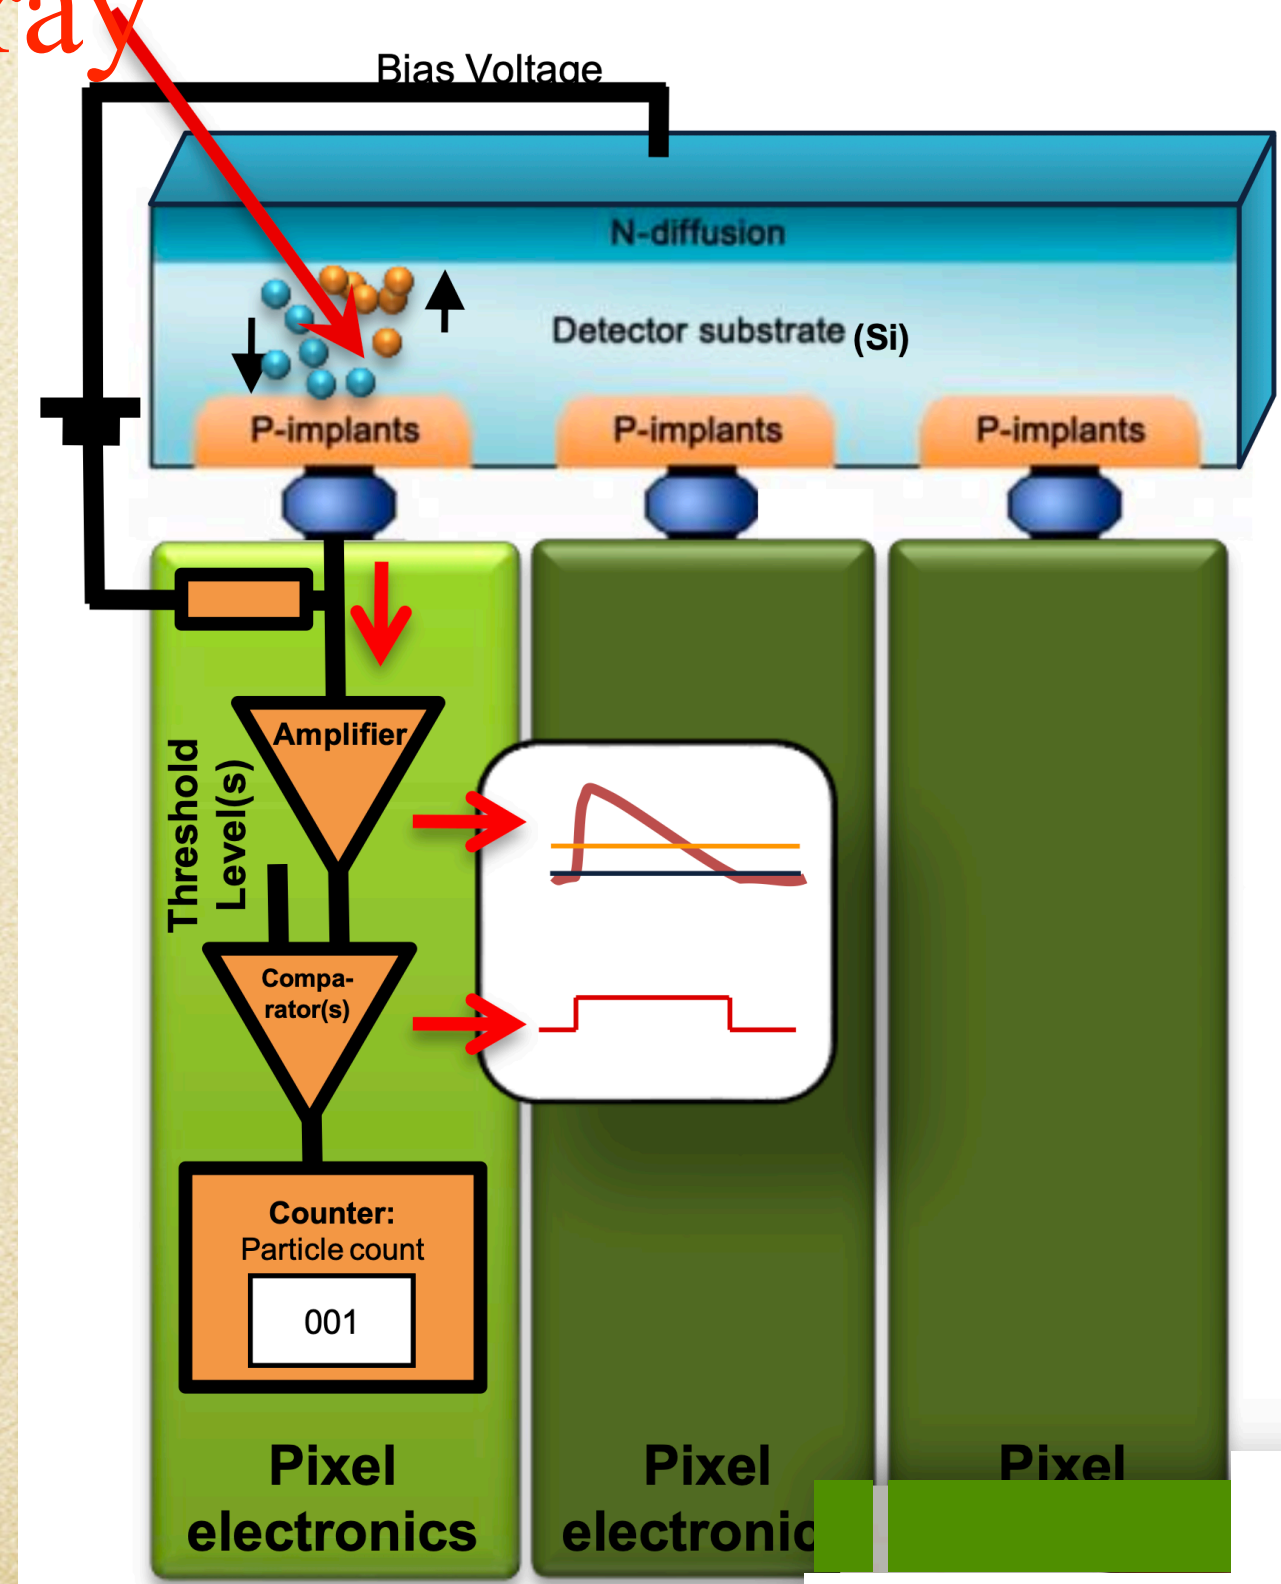 ray
Bias Voltage
N-diffusion
Detector substrate (Si)
P-implants P-implants P-implants
Amplifier
Threshold
Level(s)
Compa-
rator(s)
Counter:
Particle count
001
Pixel
electronics
Pixel
electronic
Pixel